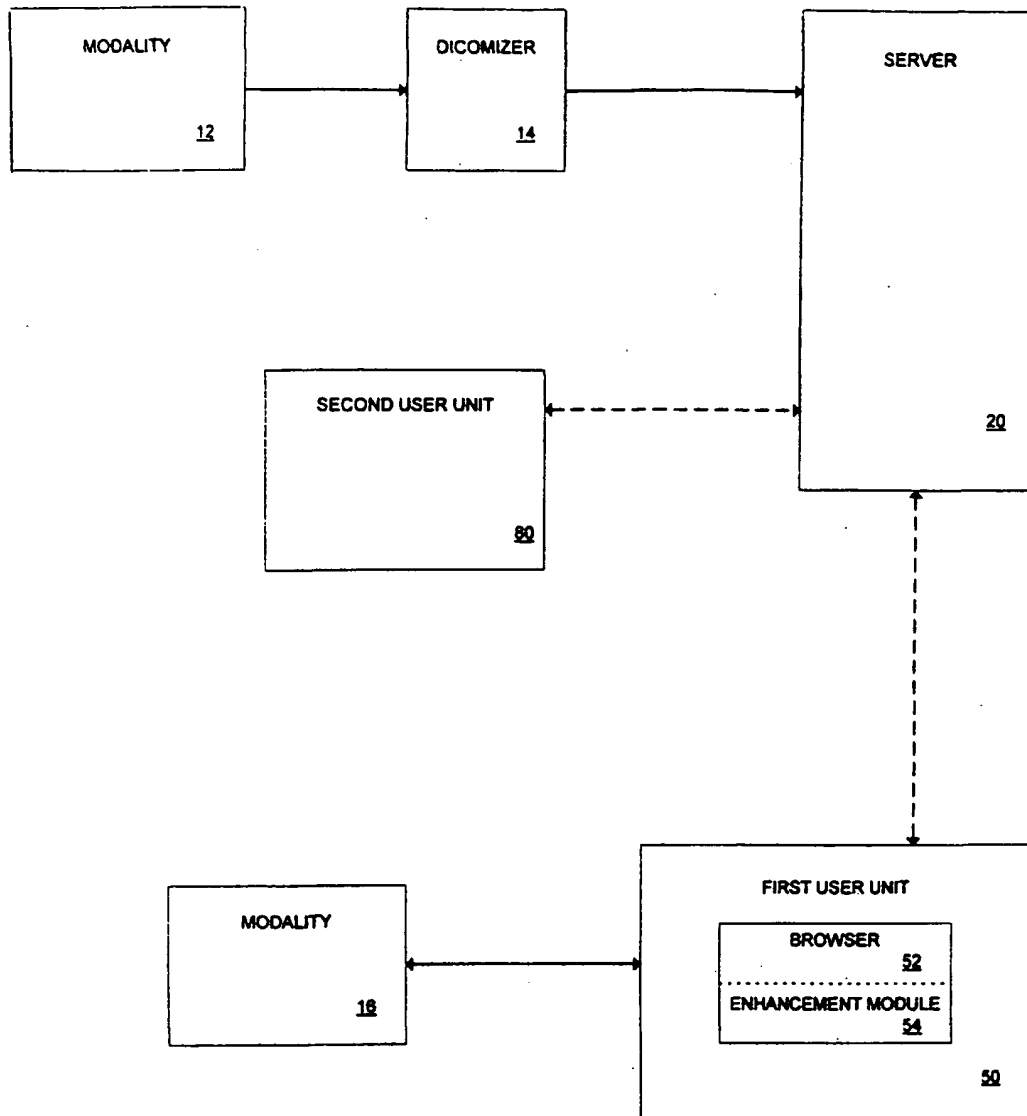 MODALITY
12
DICOMIZER
14
SERVER
20
SECOND USER UNIT
80
FIRST USER UNIT
BROWSER
52
ENHANCEMENT MODULE
54
50
MODALITY
16